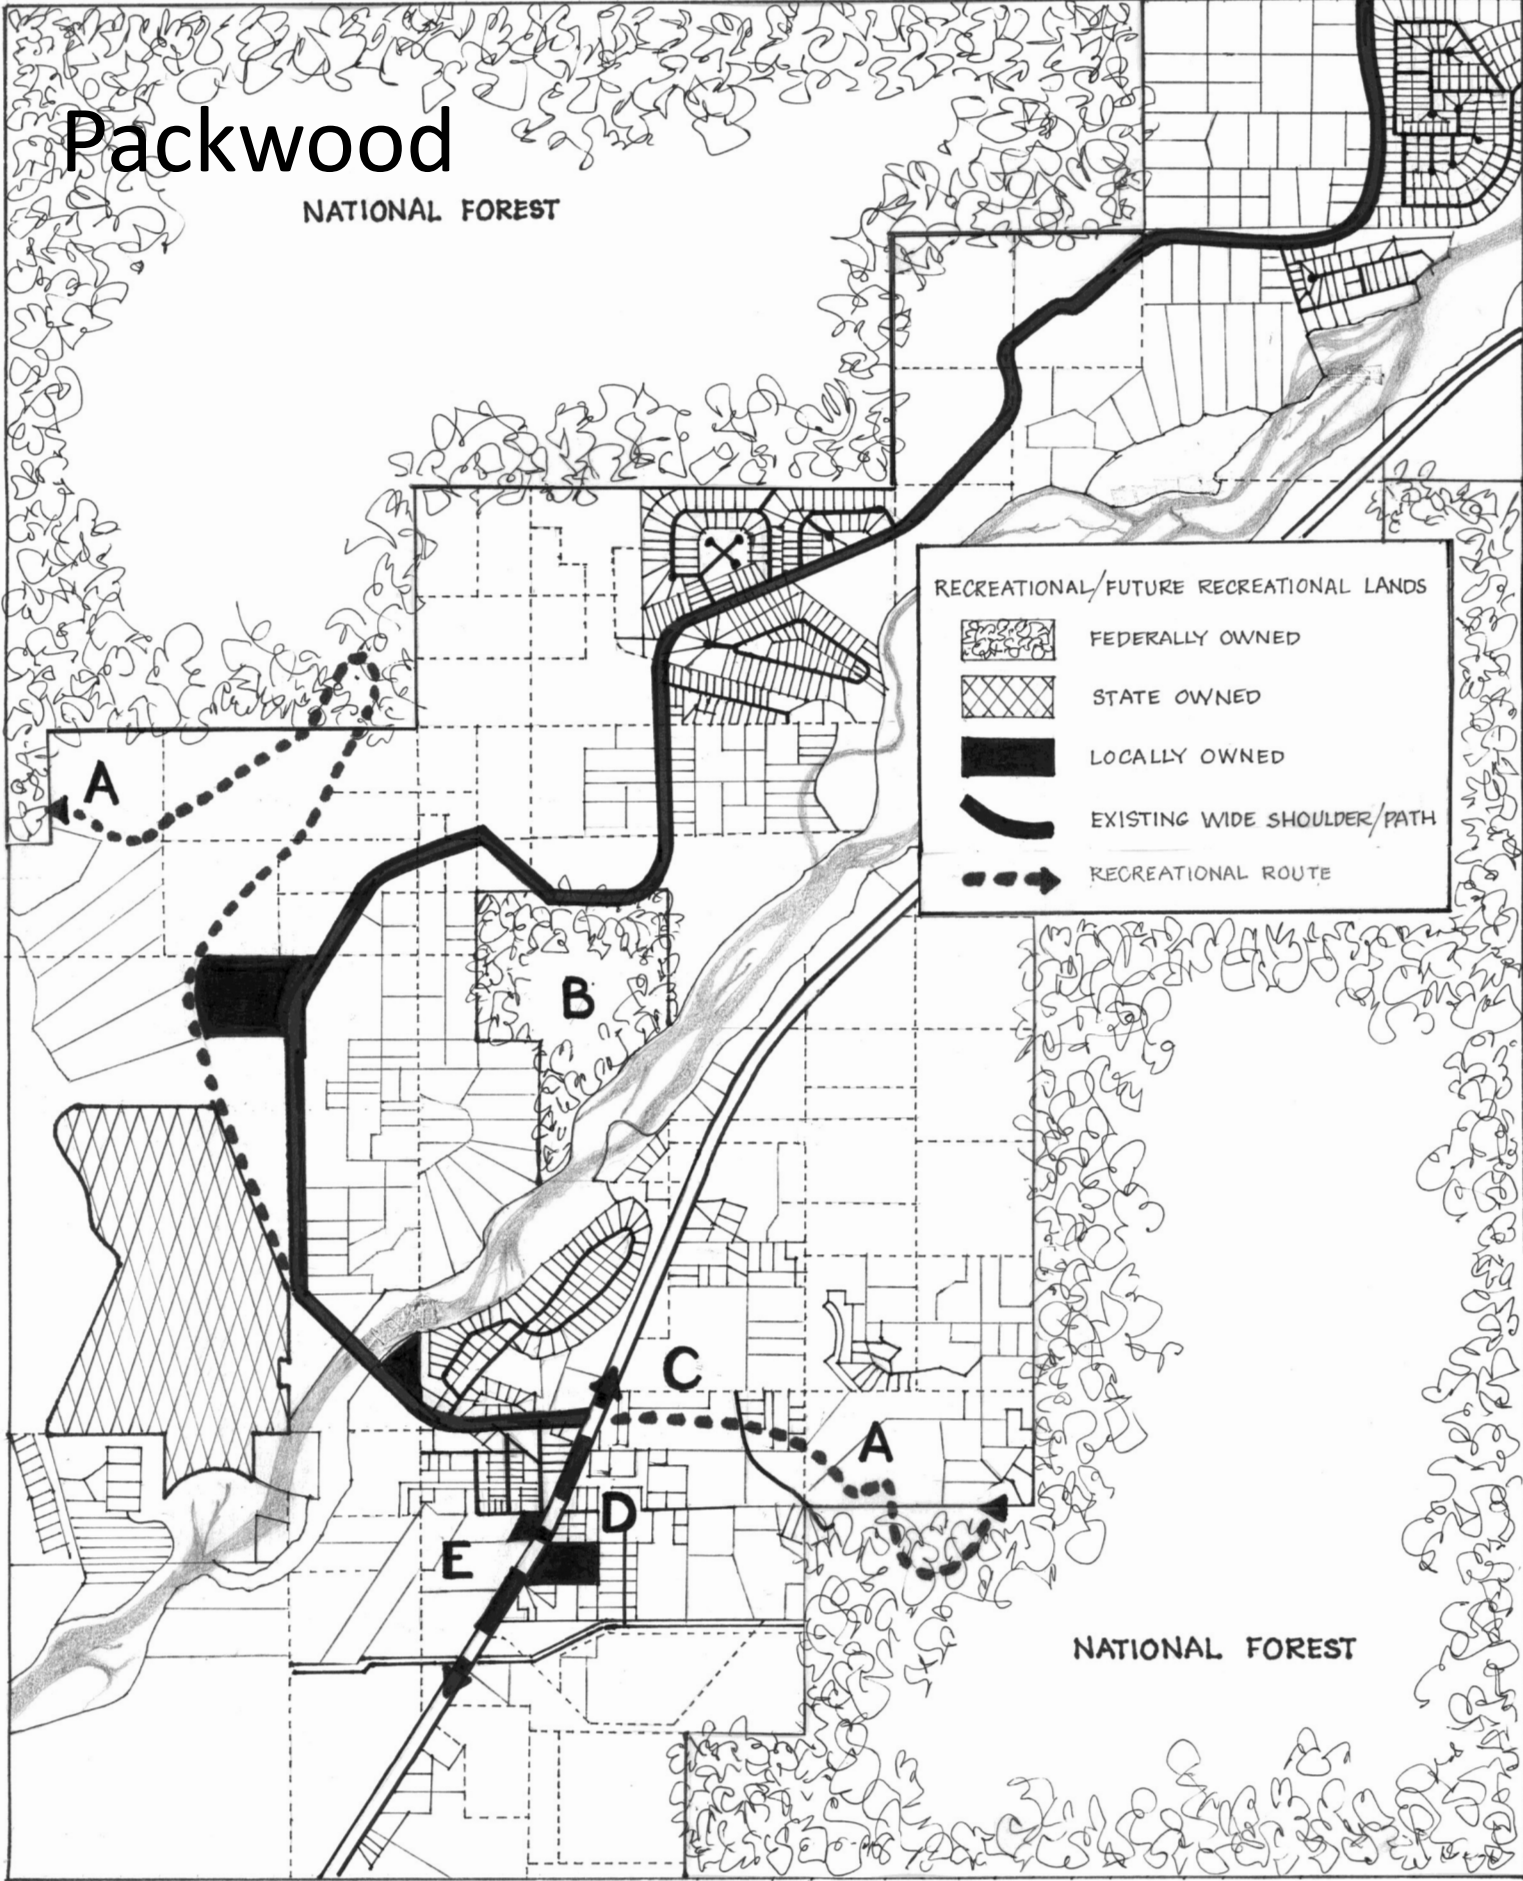 Packwood
NATIONAL FOREST
RECREATIONAL/FUTURE RECREATIONAL LANDS
FEDERALLY OWNED
STATE OWNED
LOCALLY OWNED
EXISTING WIDE SHOULDER/PATH
RECREATIONAL ROUTE
A
B
C
A
D
E
NATIONAL FOREST